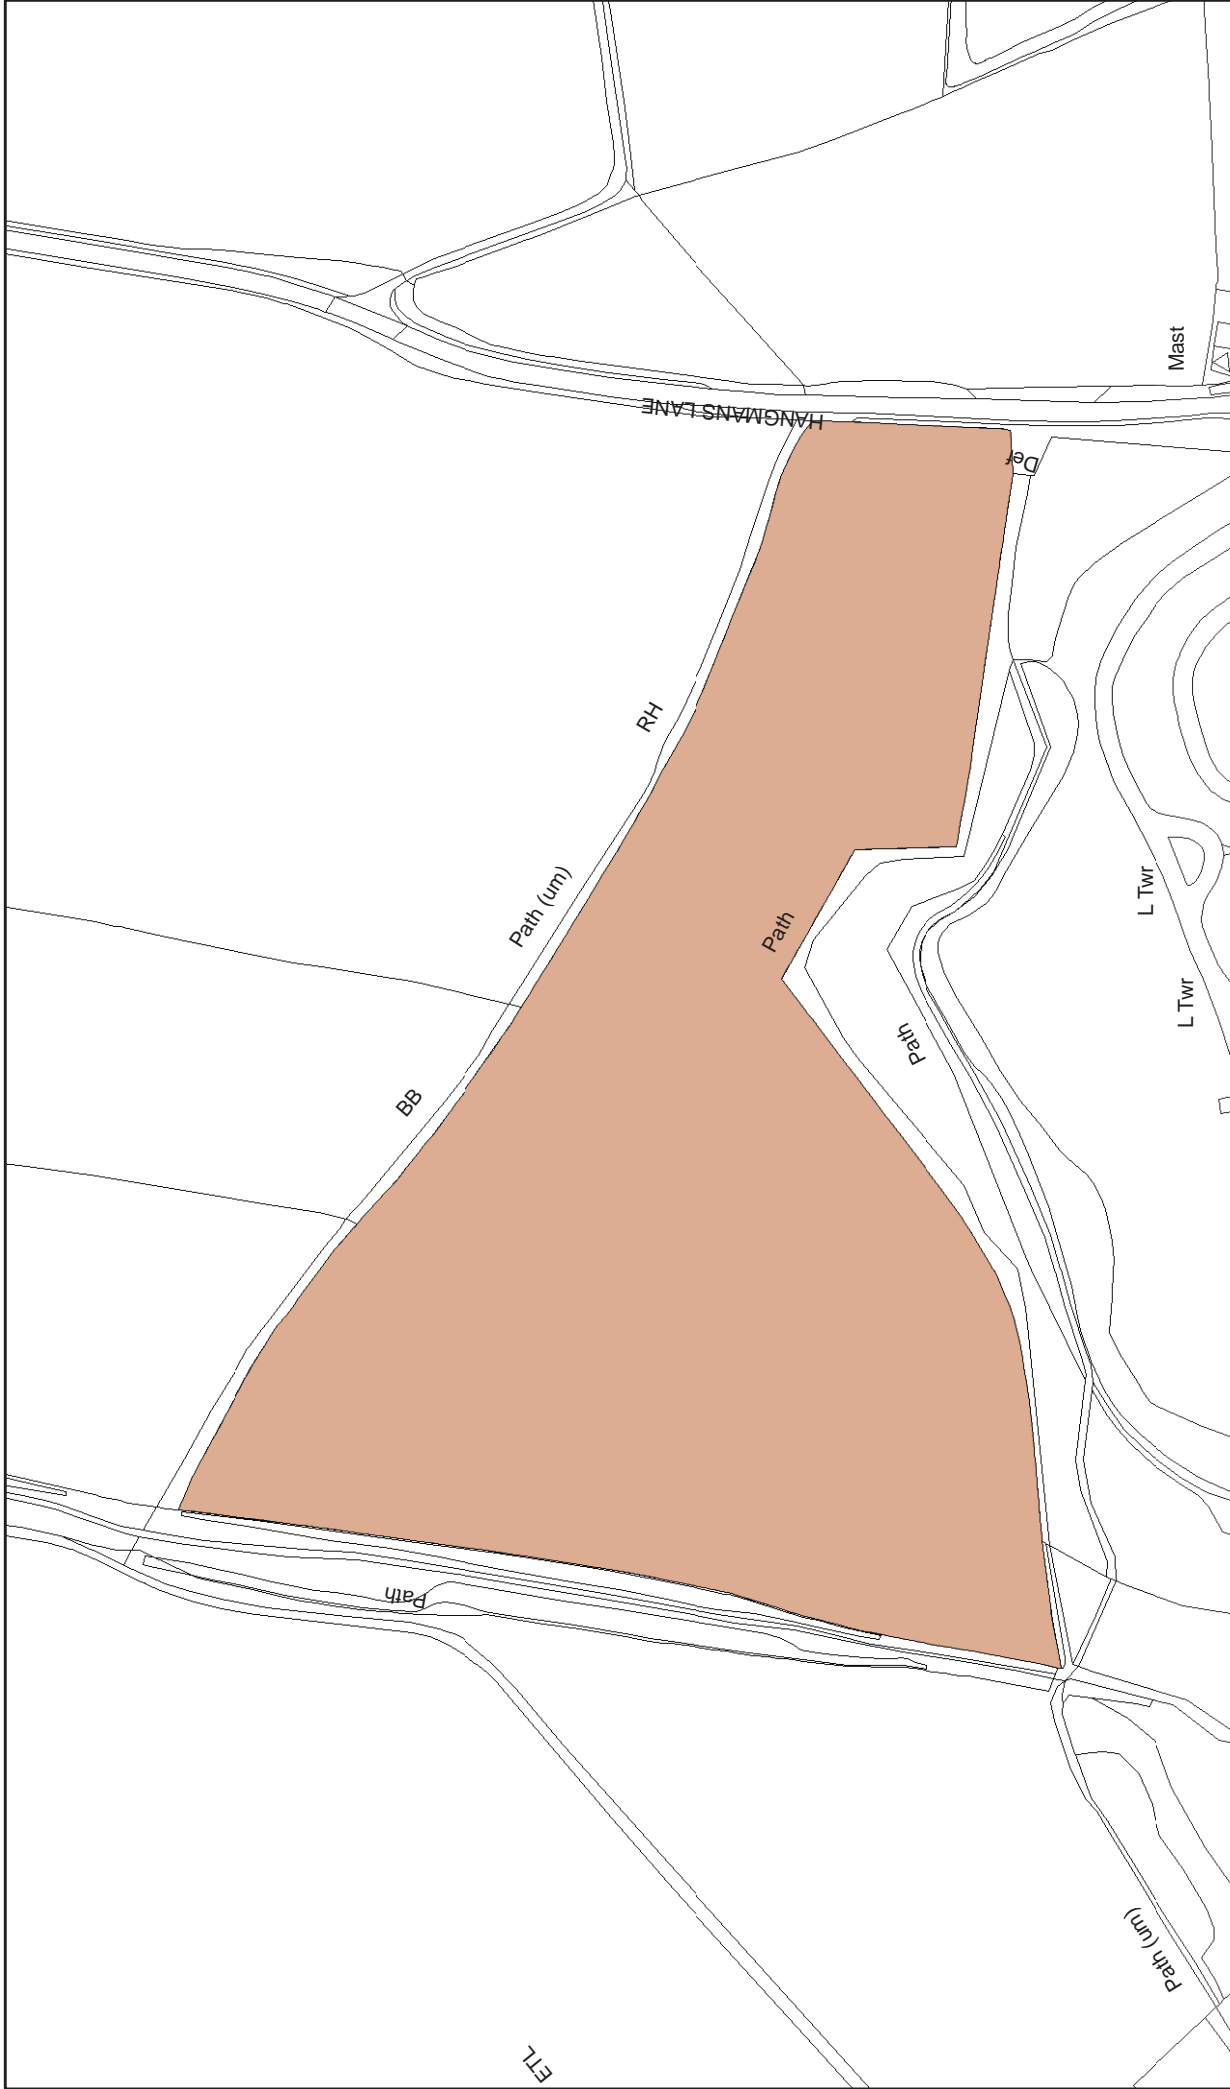 Mast
HANGMANS LANE
Def
RH
Path (um)
L Twr
Path
L Twr
Path
BB
Path
Path (um)
ETL